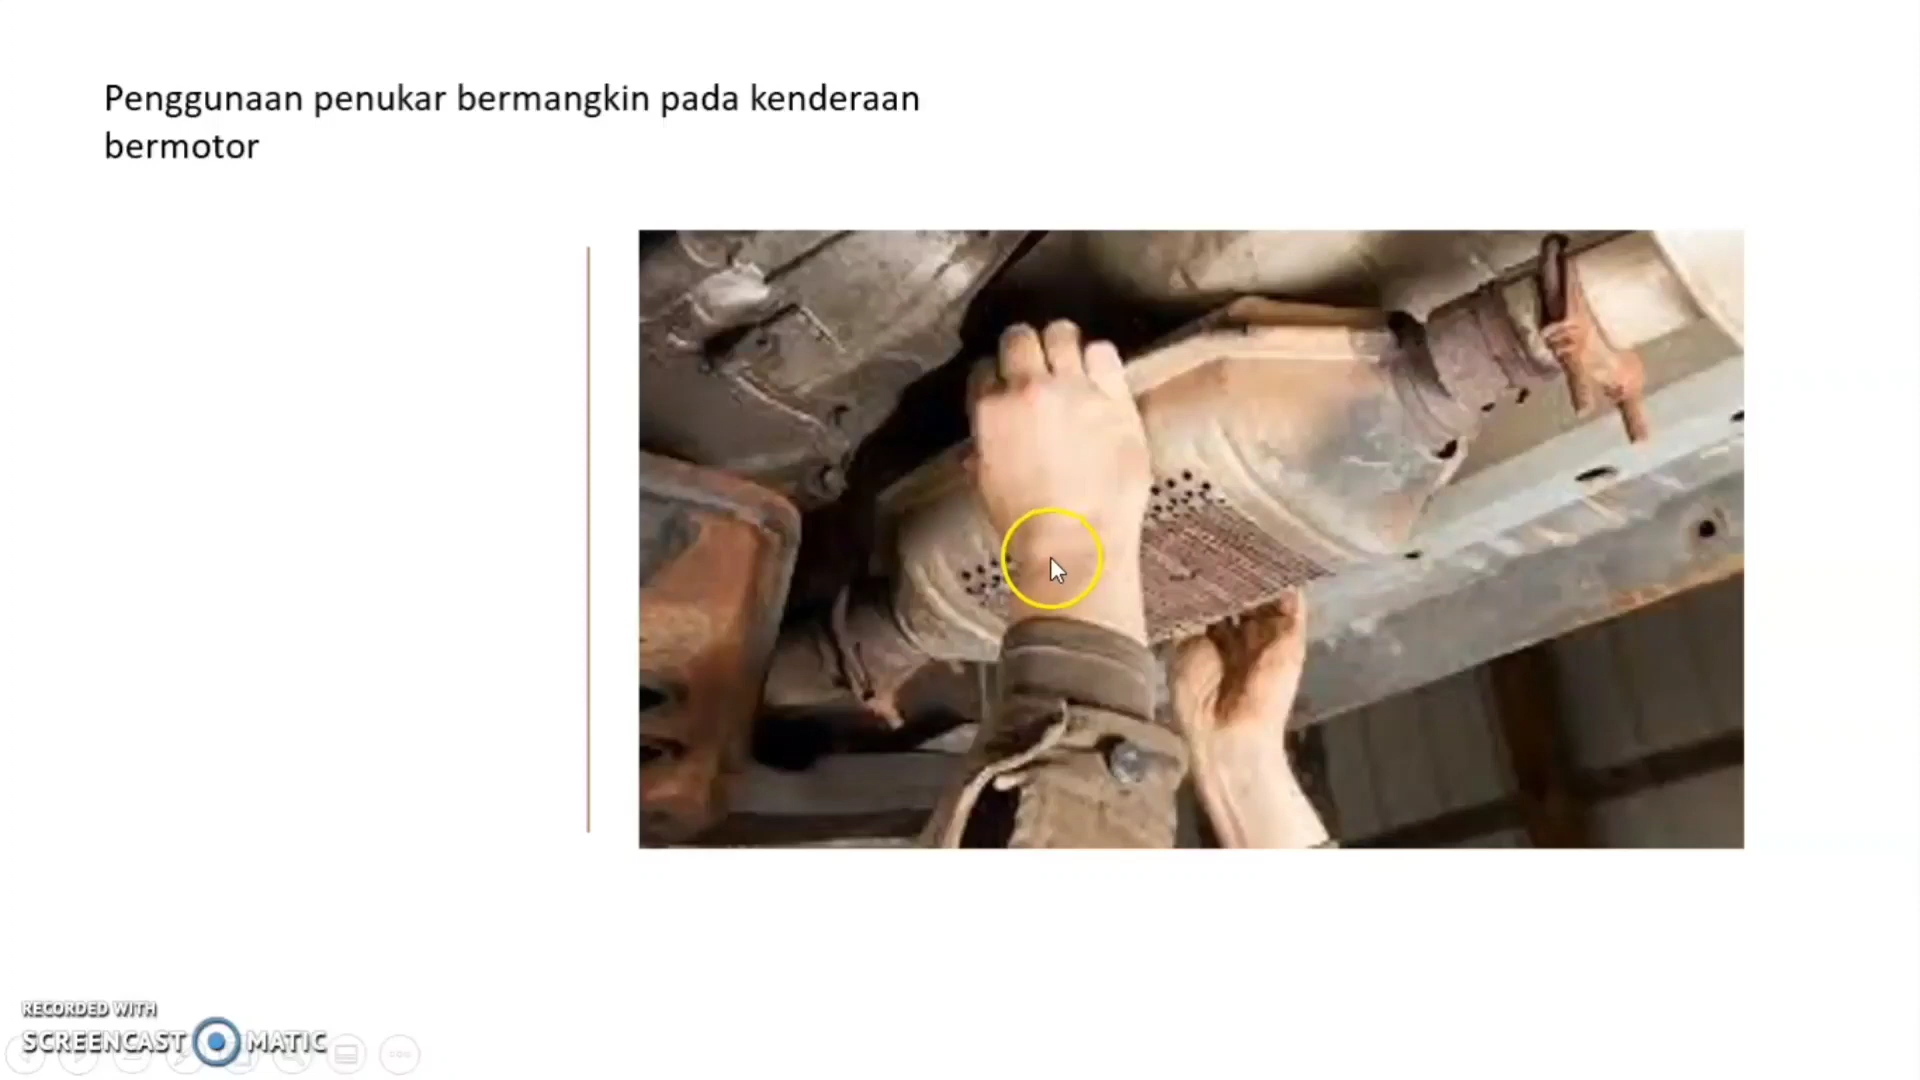 Penggunaan penukar bermangkin pada kenderaan
bermotor
RECORDED WITH
SCREENCAST MATIC